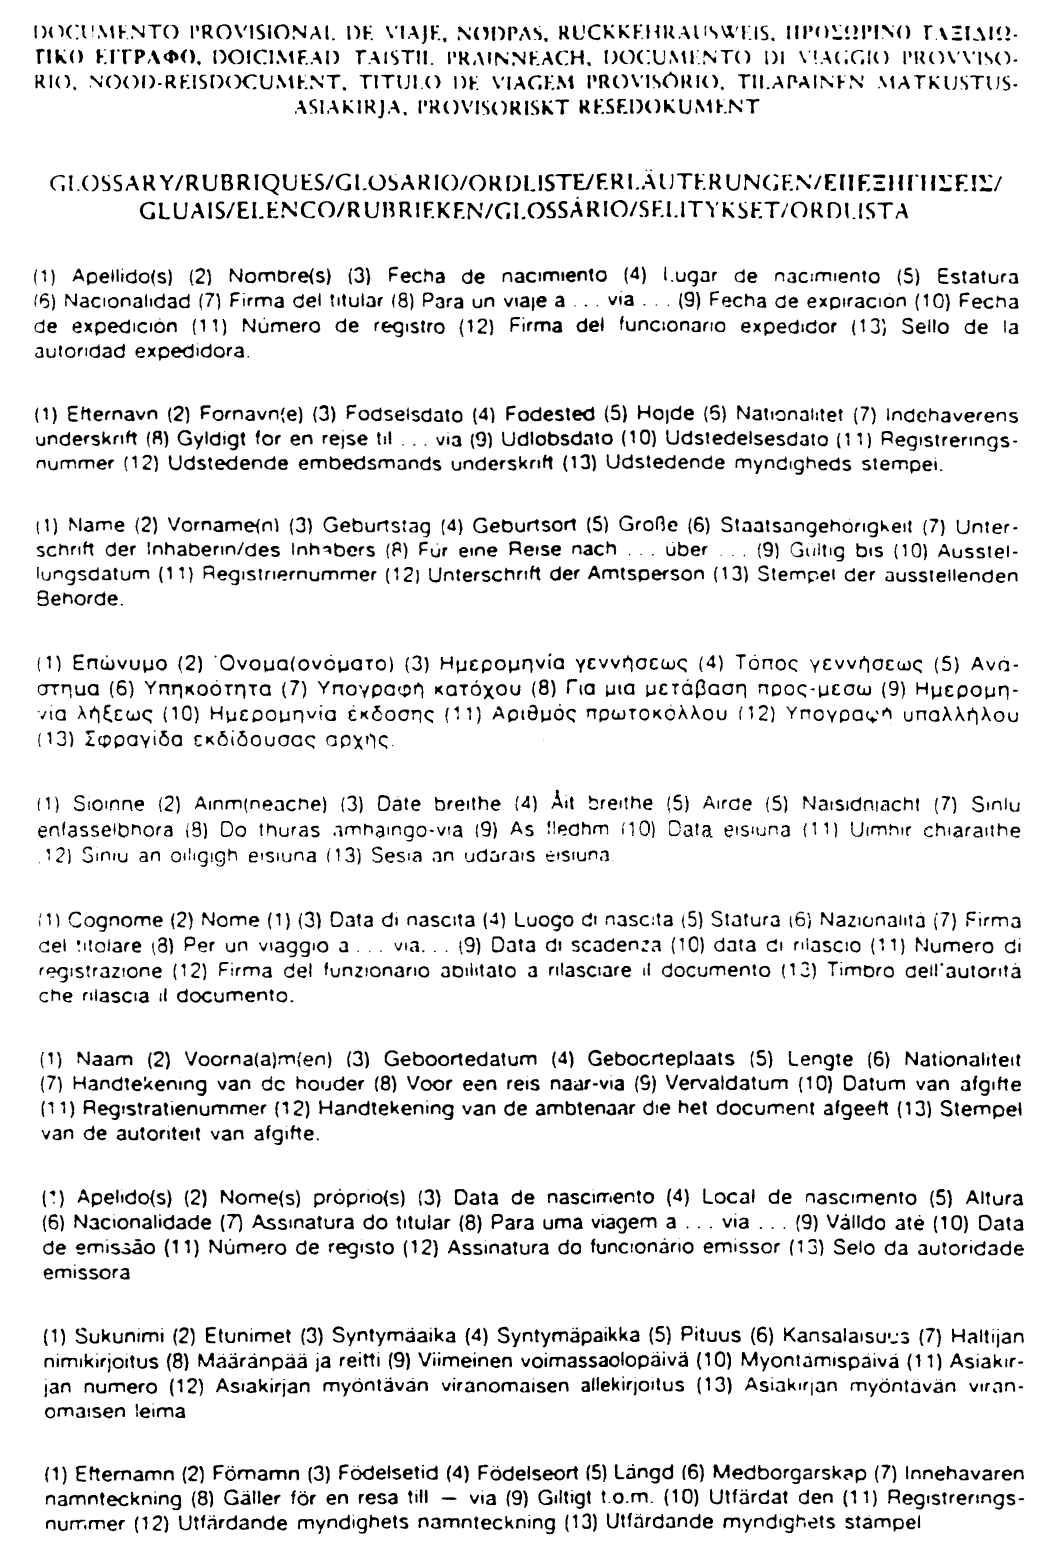 DOCUMENTO PROVISIONAL DE VIAJE, NODPAS, RÜCKKEHRAUSWEIS, ΠΡΟΣΩΡΙΝΟ ΤΑΞΙΔΙΩ-
ΤΙΚΟ ΕΓΓΡΑΦΟ, DOICIMEAD TAISTIL PRAINNEACH, DOCUMENTO DI VIAGGIO PROVVISO-
RIO, NOOD-REISDOCUMENT, TITULO DE VIAGEM PROVISÓRIO, TILAPAINEN MATKUSTUS-
ASIAKIRJA, PROVISORISKT RESEDOKUMENT
GLOSSARY/RUBRIQUES/GLOSARIO/ORDLISTE/ERLÄUTERUNGEN/ΕΠΕΞΗΓΗΣΕΙΣ/
GLUAIS/ELENCO/RUBRIEKEN/GLOSSÁRIO/SELITYKSET/ORDLISTA
(1) Apellido(s) (2) Nombre(s) (3) Fecha de nacimiento (4) Lugar de nacimiento (5) Estatura
(6) Nacionalidad (7) Firma del titular (8) Para un viaje a . . . via . . . (9) Fecha de expiración (10) Fecha
de expedición (11) Número de registro (12) Firma del funcionario expedidor (13) Sello de la
autoridad expedidora.
(1) Efternavn (2) Fornavn(e) (3) Fodselsdato (4) Fodested (5) Hojde (6) Nationalitet (7) Indehaverens
underskrift (8) Gyldigt for en rejse til . . . via (9) Udlobsdato (10) Udstedelsesdato (11) Registrerings-
nummer (12) Udstedende embedsmands underskrift (13) Udstedende myndigheds stempel.
(1) Name (2) Vorname(n) (3) Geburtstag (4) Geburtsort (5) Große (6) Staatsangehörigkeit (7) Unter-
schrift der Inhaberin/des Inhabers (8) Für eine Reise nach . . . über . . . (9) Gültig bis (10) Ausstel-
lungsdatum (11) Registriernummer (12) Unterschrift der Amtsperson (13) Stempel der ausstellenden
Behorde.
(1) Επώνυμο (2) Όνομα(ονόματο) (3) Ημερομηνία γεννήσεως (4) Τόπος γεννήσεως (5) Ανά-
στημα (6) Υπηκοότητα (7) Υπογραφή κατόχου (8) Για μια μετάβαση προς-μεσω (9) Ημερομη-
νία λήξεως (10) Ημερομηνία έκδοσης (11) Αριθμός πρωτοκόλλου (12) Υπογραφή υπαλλήλου
(13) Σφραγίδα εκδίδουσας αρχής.
(1) Sioinne (2) Ainm(neache) (3) Date breithe (4) Áit breithe (5) Airde (5) Naisidniacht (7) Siniu
enfasselbhora (8) Do thuras amhaingo-via (9) As fledhm (10) Data eisiuna (11) Uimhir chiaraithe
(12) Siniu an oifigigh eisiuna (13) Sesia an udarais eisiuna
(1) Cognome (2) Nome (1) (3) Data di nascita (4) Luogo di nascita (5) Statura (6) Nazionalità (7) Firma
del titolare (8) Per un viaggio a . . . via. . . (9) Data di scadenza (10) data di rilascio (11) Numero di
registrazione (12) Firma del funzionario abilitato a rilasciare il documento (13) Timbro dell'autorità
che rilascia il documento.
(1) Naam (2) Voorna(a)m(en) (3) Geboortedatum (4) Geboorteplaats (5) Lengte (6) Nationaliteit
(7) Handtekening van de houder (8) Voor een reis naar-via (9) Vervaldatum (10) Datum van afgifte
(11) Registratienummer (12) Handtekening van de ambtenaar die het document afgeeft (13) Stempel
van de autoriteit van afgifte.
(1) Apelido(s) (2) Nome(s) próprio(s) (3) Data de nascimento (4) Local de nascimento (5) Altura
(6) Nacionalidade (7) Assinatura do titular (8) Para uma viagem a . . . via . . . (9) Válldo até (10) Data
de emissão (11) Número de registo (12) Assinatura do funcionário emissor (13) Selo da autoridade
emissora
(1) Sukunimi (2) Etunimet (3) Syntymäaika (4) Syntymäpaikka (5) Pituus (6) Kansalaisuus (7) Haltijan
nimikirjoitus (8) Määränpää ja reitti (9) Viimeinen voimassaolopäivä (10) Myöntämispäivä (11) Asiakir-
jan numero (12) Asiakirjan myöntävän viranomaisen allekirjoitus (13) Asiakirjan myöntävän viran-
omaisen leima
(1) Efternamn (2) Förnamn (3) Födelsetid (4) Födelseort (5) Längd (6) Medborgarskap (7) Innehavaren
namnteckning (8) Gäller för en resa till — via (9) Giltigt t.o.m. (10) Utfärdat den (11) Registrerings-
nummer (12) Utfärdande myndighets namnteckning (13) Utfärdande myndighets stämpel